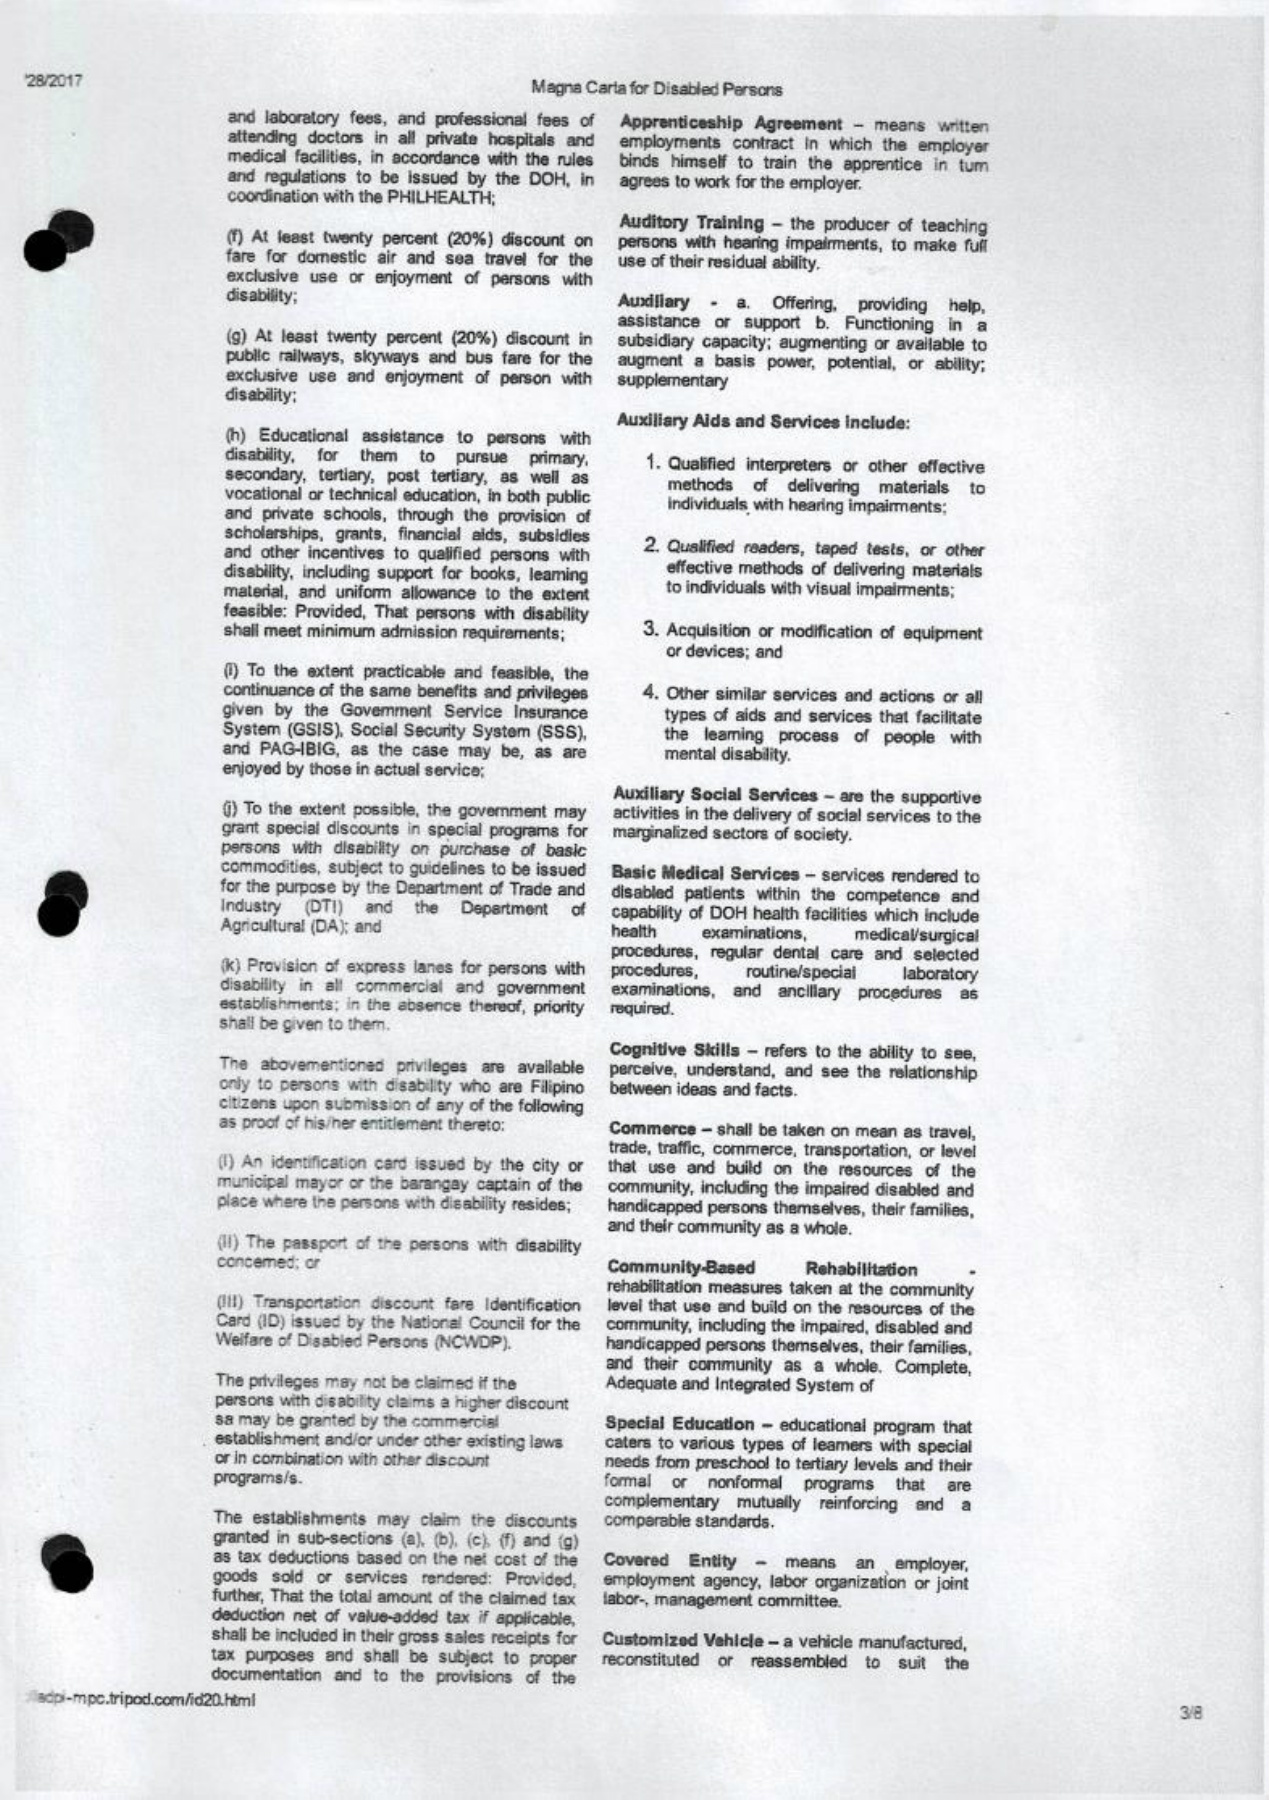 '28/2017
Magna Carta for Disabled Persons
and laboratory fees, and professional fees of
attending doctors in all private hospitals and
medical facilities, in accordance with the rules
and regulations to be issued by the DOH, in
coordination with the PHILHEALTH;
(f) At least twenty percent (20%) discount on
fare for domestic air and sea travel for the
exclusive use or enjoyment of persons with
disability;
(g) At least twenty percent (20%) discount in
public railways, skyways and bus fare for the
exclusive use and enjoyment of person with
disability;
(h) Educational assistance to persons with
disability, for them to pursue primary,
secondary, tertiary, post tertiary, as well as
vocational or technical education, in both public
and private schools, through the provision of
scholarships, grants, financial aids, subsidies
and other incentives to qualified persons with
disability, including support for books, learning
material, and uniform allowance to the extent
feasible: Provided, That persons with disability
shall meet minimum admission requirements;
(i) To the extent practicable and feasible, the
continuance of the same benefits and privileges
given by the Government Service Insurance
System (GSIS), Social Security System (SSS),
and PAG-IBIG, as the case may be, as are
enjoyed by those in actual service;
(j) To the extent possible, the government may
grant special discounts in special programs for
persons with disability on purchase of basic
commodities, subject to guidelines to be issued
for the purpose by the Department of Trade and
Industry (DTI) and the Department of
Agricultural (DA); and
(k) Provision of express lanes for persons with
disability in all commercial and government
establishments; in the absence thereof, priority
shall be given to them.
The abovementioned privileges are available
only to persons with disability who are Filipino
citizens upon submission of any of the following
as proof of his/her entitlement thereto:
(I) An identification card issued by the city or
municipal mayor or the barangay captain of the
place where the persons with disability resides;
(II) The passport of the persons with disability
concerned; or
(III) Transportation discount fare Identification
Card (ID) issued by the National Council for the
Welfare of Disabled Persons (NCWDP).
The privileges may not be claimed if the
persons with disability claims a higher discount
sa may be granted by the commercial
establishment and/or under other existing laws
or in combination with other discount
programs/s.
The establishments may claim the discounts
granted in sub-sections (a), (b), (c), (f) and (g)
as tax deductions based on the net cost of the
goods sold or services rendered: Provided,
further, That the total amount of the claimed tax
deduction net of value-added tax if applicable,
shall be included in their gross sales receipts for
tax purposes and shall be subject to proper
documentation and to the provisions of the
Apprenticeship Agreement – means written
employments contract in which the employer
binds himself to train the apprentice in turn
agrees to work for the employer.
Auditory Training – the producer of teaching
persons with hearing impairments, to make full
use of their residual ability.
Auxiliary - a. Offering, providing help,
assistance or support b. Functioning in a
subsidiary capacity; augmenting or available to
augment a basis power, potential, or ability;
supplementary
Auxiliary Aids and Services Include:
1. Qualified interpreters or other effective
methods of delivering materials to
individuals with hearing impairments;
2. Qualified readers, taped tests, or other
effective methods of delivering materials
to individuals with visual impairments;
3. Acquisition or modification of equipment
or devices; and
4. Other similar services and actions or all
types of aids and services that facilitate
the learning process of people with
mental disability.
Auxiliary Social Services – are the supportive
activities in the delivery of social services to the
marginalized sectors of society.
Basic Medical Services – services rendered to
disabled patients within the competence and
capability of DOH health facilities which include
health examinations, medical/surgical
procedures, regular dental care and selected
procedures, routine/special laboratory
examinations, and ancillary procedures as
required.
Cognitive Skills – refers to the ability to see,
perceive, understand, and see the relationship
between ideas and facts.
Commerce – shall be taken on mean as travel,
trade, traffic, commerce, transportation, or level
that use and build on the resources of the
community, including the impaired disabled and
handicapped persons themselves, their families,
and their community as a whole.
Community-Based Rehabilitation -
rehabilitation measures taken at the community
level that use and build on the resources of the
community, including the impaired, disabled and
handicapped persons themselves, their families,
and their community as a whole. Complete,
Adequate and Integrated System of
Special Education – educational program that
caters to various types of learners with special
needs from preschool to tertiary levels and their
formal or nonformal programs that are
complementary mutually reinforcing and a
comparable standards.
Covered Entity – means an employer,
employment agency, labor organization or joint
labor-, management committee.
Customized Vehicle – a vehicle manufactured,
reconstituted or reassembled to suit the
adpi-mpc.tripod.com/id20.html
3/8